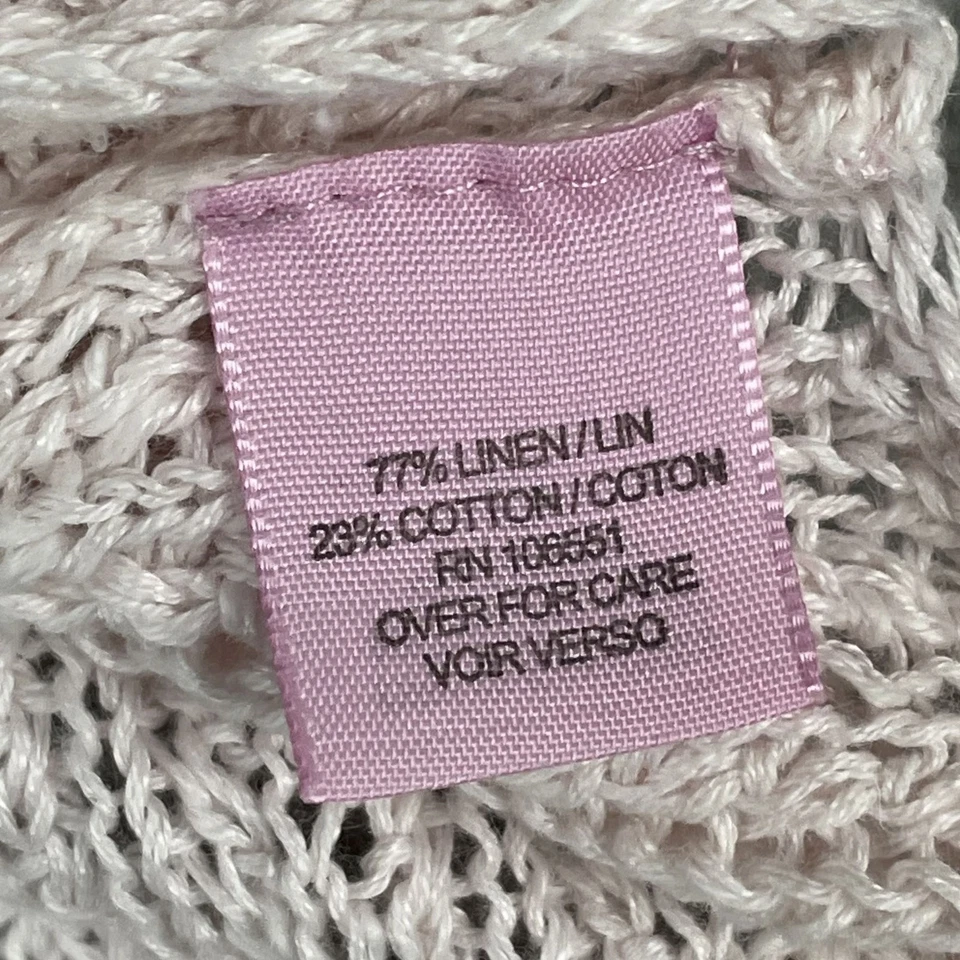 77% LINEN / LIN
23% COTTON / COTON
RN 106551
OVER FOR CARE
VOIR VERSO